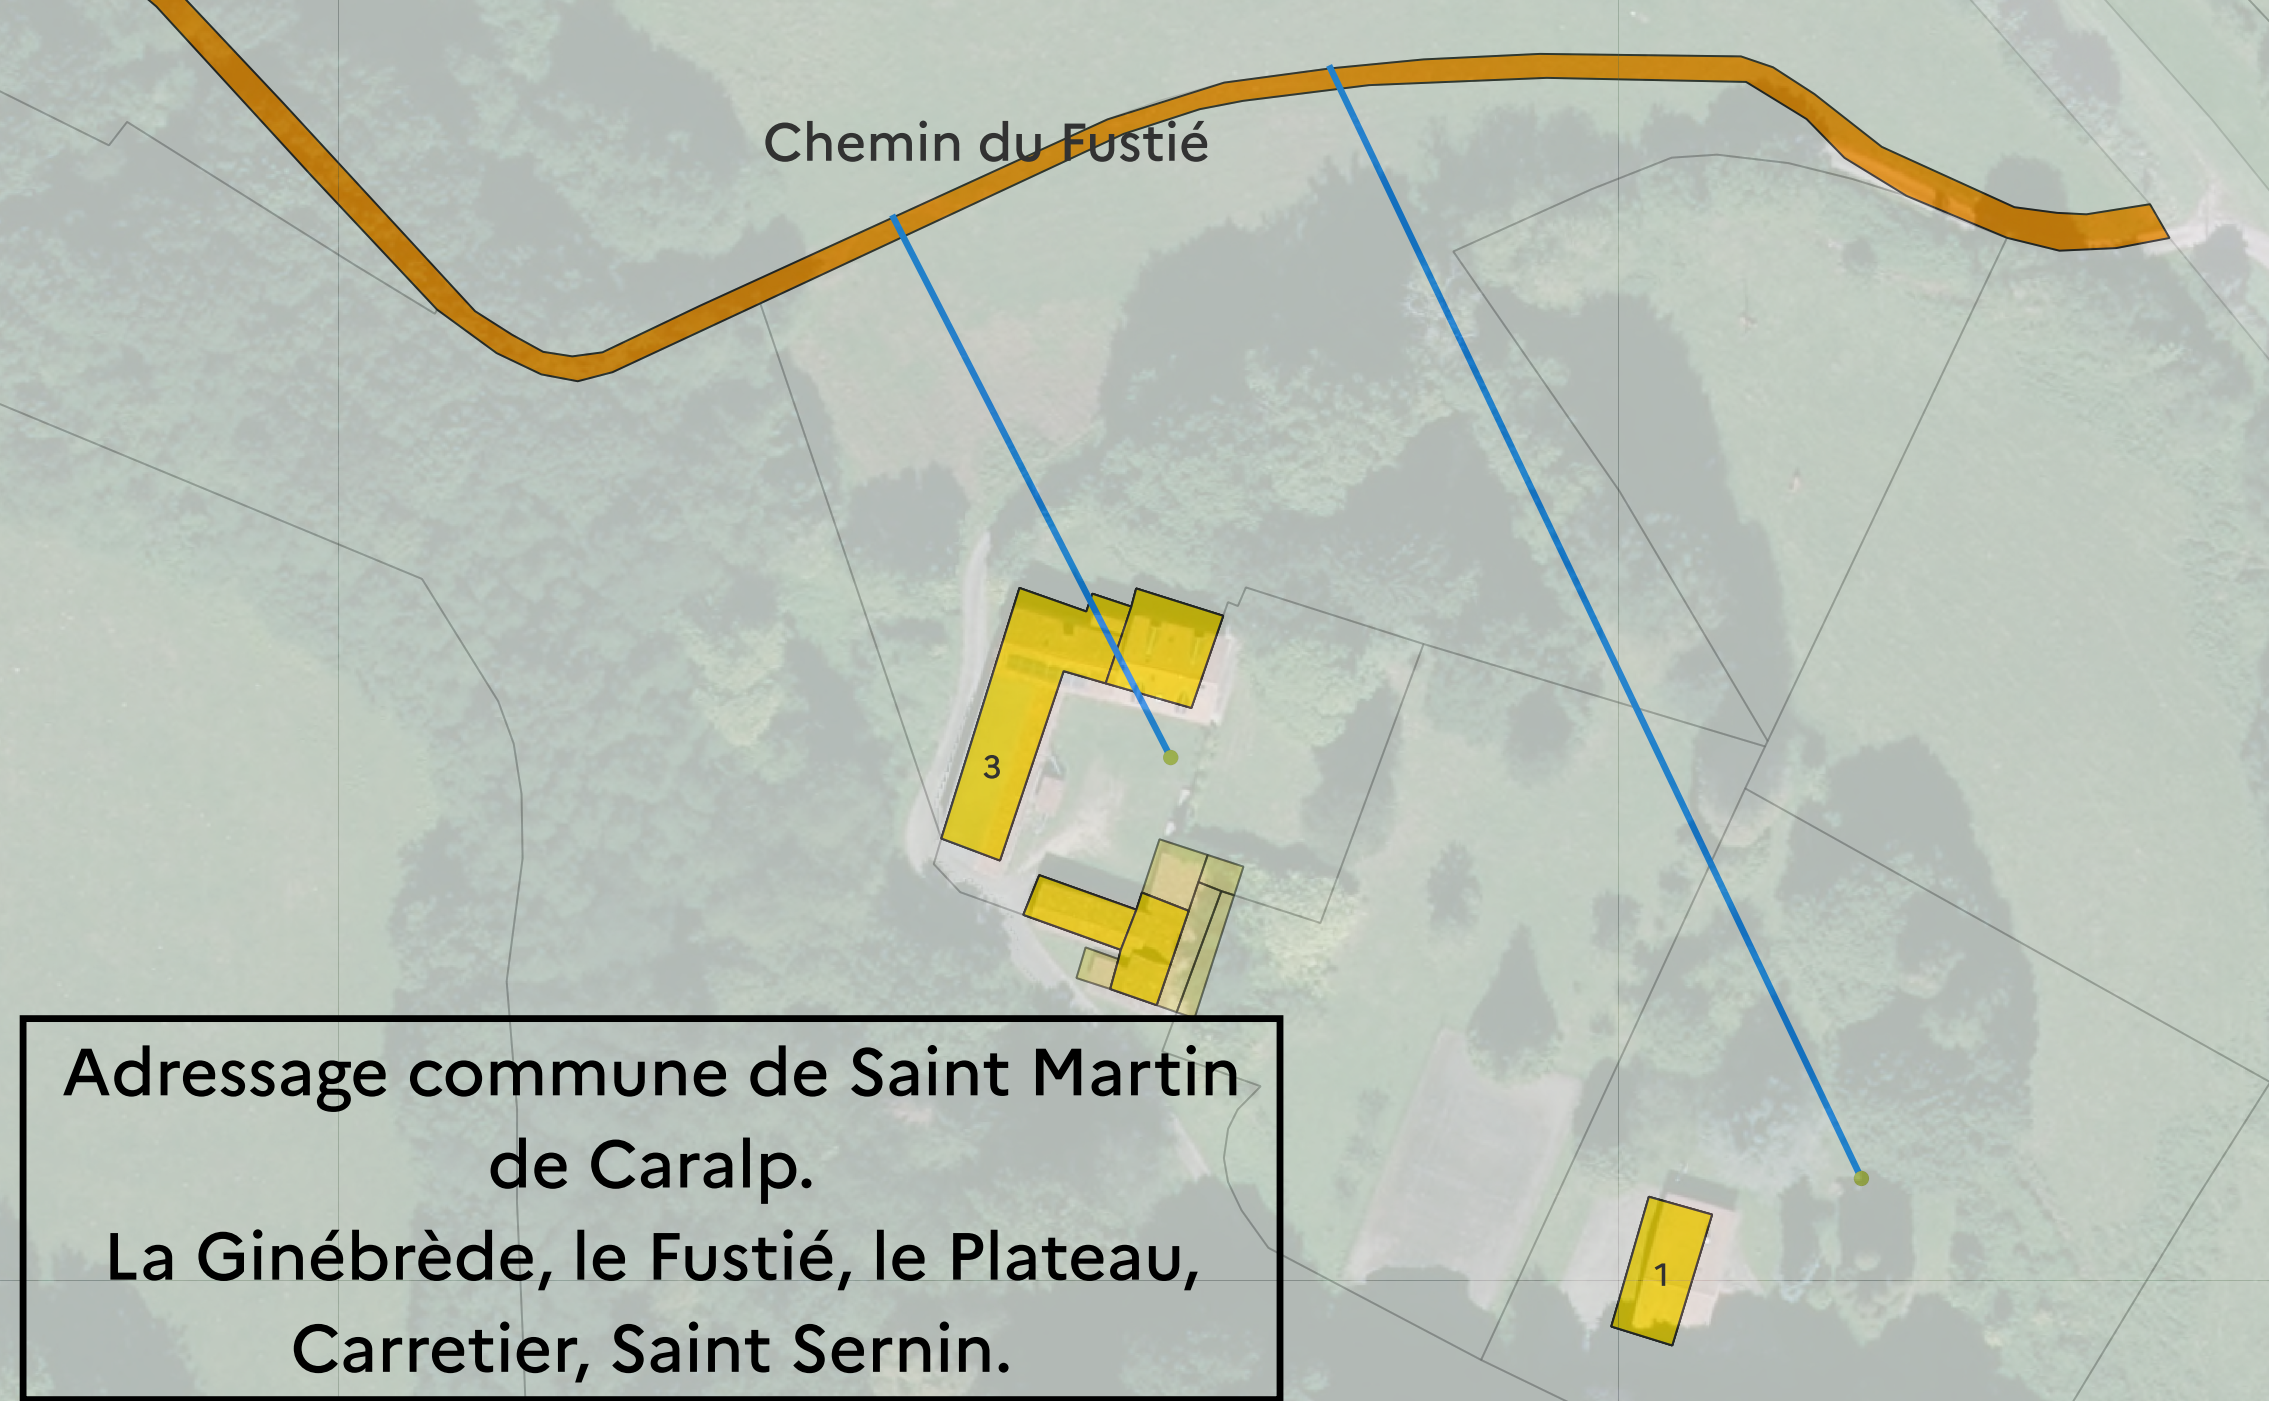 Chemin du Fustié
3
Adressage commune de Saint Martin
de Caralp.
La Ginébrède, le Fustié, le Plateau,
Carretier, Saint Sernin.
1